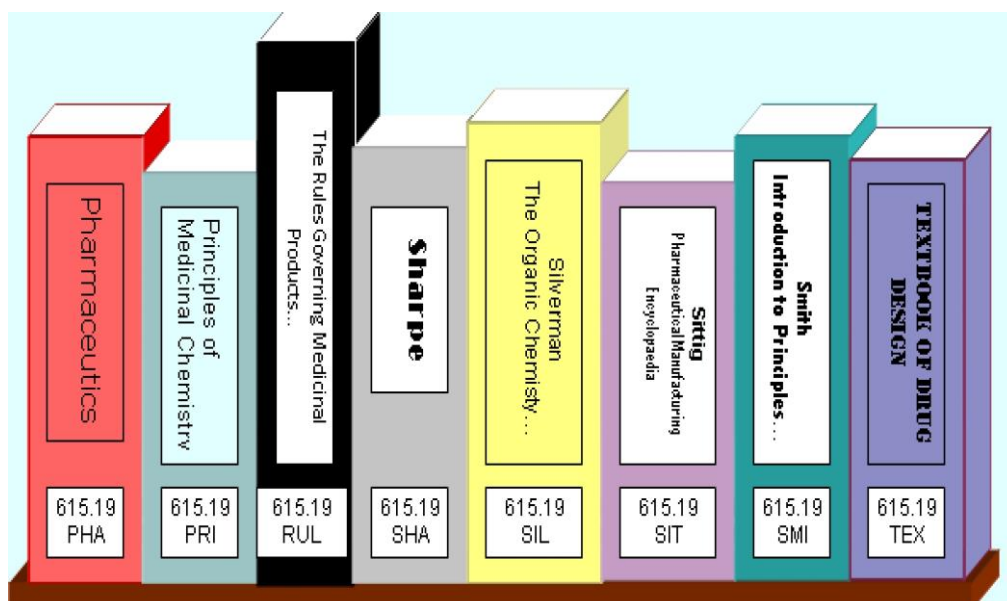 Pharmaceutics
615.19
PHA
Principles of
Medicinal Chemistry
615.19
PRI
The Rules Governing Medicinal
Products...
615.19
RUL
Sharpe
615.19
SHA
Silverman
The Organic Chemisty...
615.19
SIL
Sittig
Pharmaceutical Manufacturing
Encyclopaedia
615.19
SIT
Smith
Introduction to Principles...
615.19
SMI
TEXTBOOK OF DRUG
DESIGN
615.19
TEX